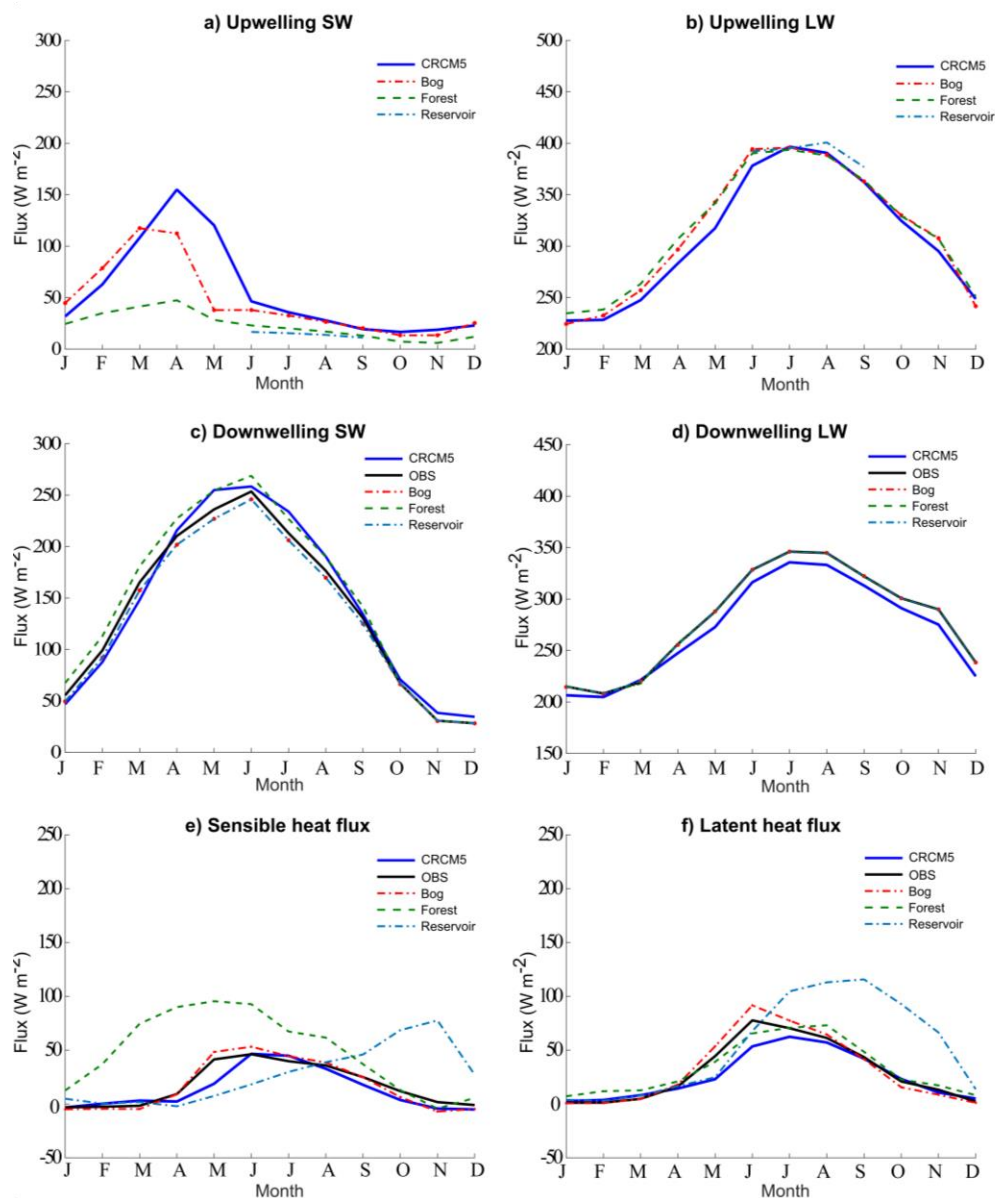 a) Upwelling SW
300
250
200
150
100
50
0
Flux (W m-2)
J F M A M J J A S O N D
Month
CRCM5
Bog
Forest
Reservoir
b) Upwelling LW
500
450
400
350
300
250
200
Flux (W m-2)
J F M A M J J A S O N D
Month
CRCM5
Bog
Forest
Reservoir
c) Downwelling SW
300
250
200
150
100
50
0
Flux (W m-2)
J F M A M J J A S O N D
Month
CRCM5
OBS
Bog
Forest
Reservoir
d) Downwelling LW
450
400
350
300
250
200
150
Flux (W m-2)
J F M A M J J A S O N D
Month
CRCM5
OBS
Bog
Forest
Reservoir
e) Sensible heat flux
250
200
150
100
50
0
-50
Flux (W m-2)
J F M A M J J A S O N D
Month
CRCM5
OBS
Bog
Forest
Reservoir
f) Latent heat flux
250
200
150
100
50
0
-50
Flux (W m-2)
J F M A M J J A S O N D
Month
CRCM5
OBS
Bog
Forest
Reservoir